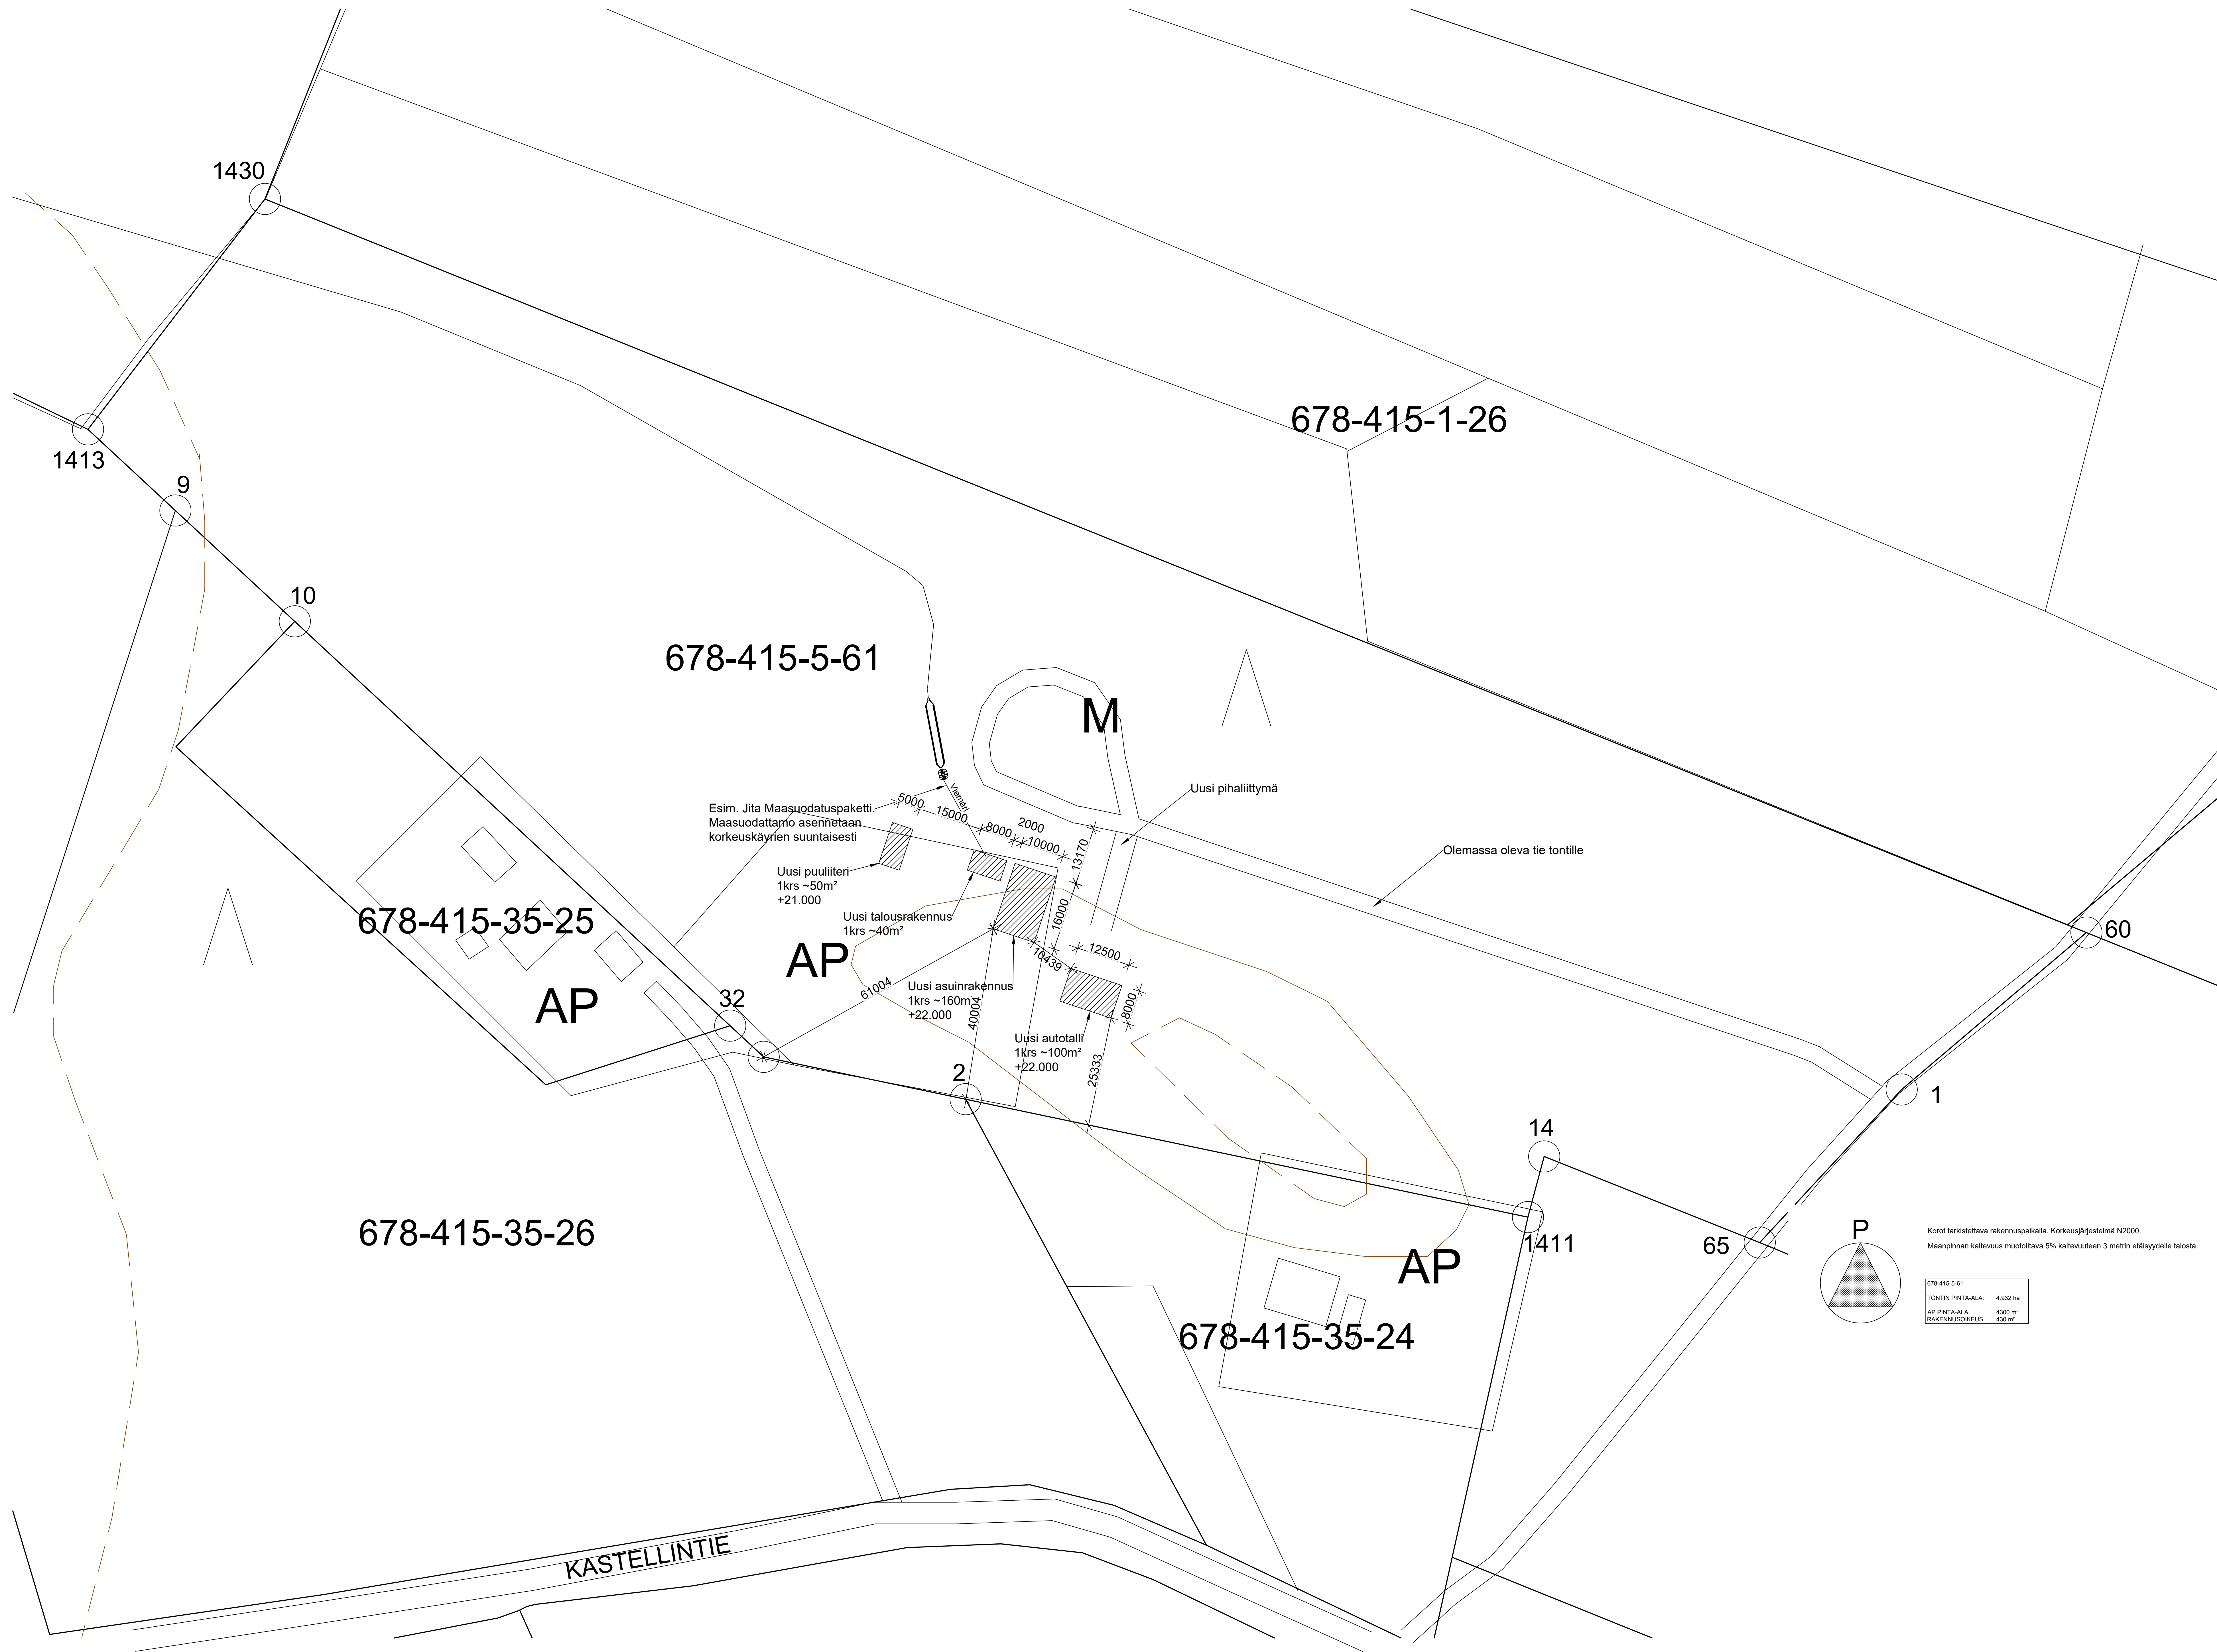 1430
678-415-1-26
1413
9
10
678-415-5-61
M
Uusi pihaliittymä
Viemäri
Esim. Jita Maasuodatuspaketti.
Maasuodattamo asennetaan
korkeuskäyrien suuntaisesti
5000
15000
8000
2000
10000
13170
Olemassa oleva tie tontille
Uusi puuliiteri
1krs ~50m²
+21.000
Uusi talousrakennus
1krs ~40m²
16000
678-415-35-25
AP
12500
10439
60
AP
32
61004
Uusi asuinrakennus
1krs ~160m²
+22.000
40004
8000
Uusi autotalli
1krs ~100m²
+22.000
25333
2
1
14
678-415-35-26
1411
65
AP
P
Korot tarkistettava rakennuspaikalla. Korkeusjärjestelmä N2000.
Maanpinnan kaltevuus muotoiltava 5% kaltevuuteen 3 metrin etäisyydelle talosta.
678-415-5-61
TONTIN PINTA-ALA: 4.932 ha
AP PINTA-ALA 4300 m²
RAKENNUSOIKEUS 430 m²
678-415-35-24
KASTELLINTIE